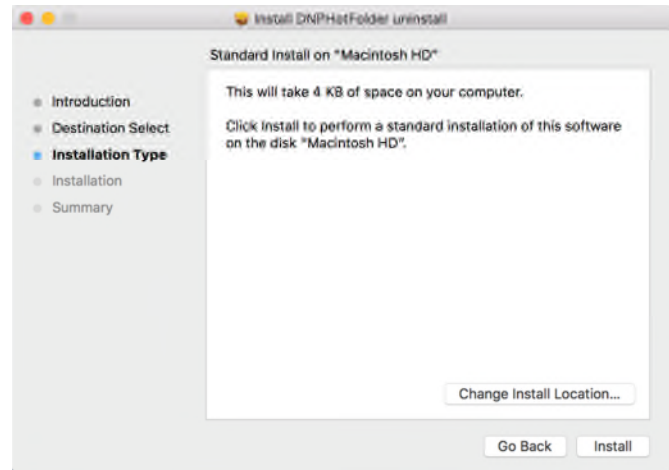 Install DNPHotFolder uninstall
Standard Install on "Macintosh HD"
Introduction
Destination Select
Installation Type
Installation
Summary
This will take 4 KB of space on your computer.
Click Install to perform a standard installation of this software
on the disk "Macintosh HD".
Change Install Location...
Go Back
Install